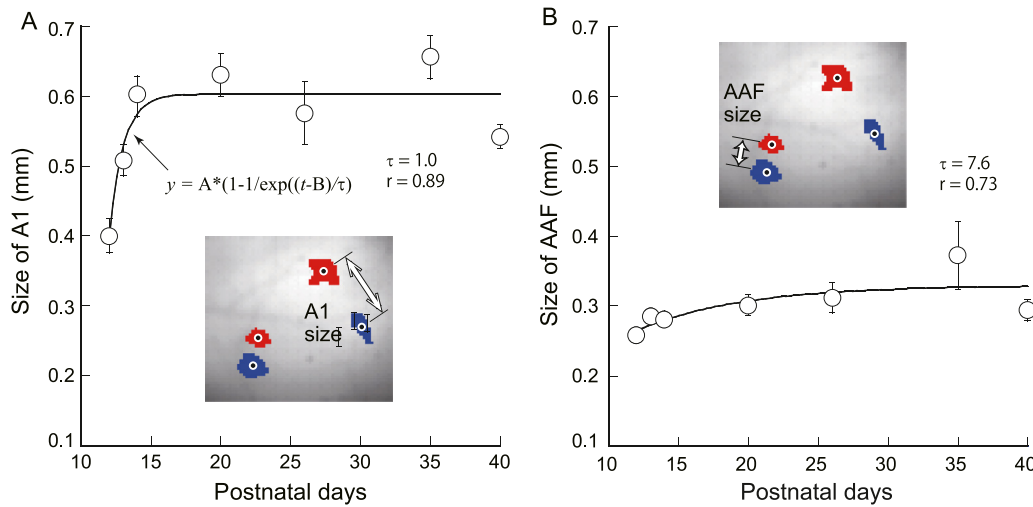 A
0.7
0.6
0.5
0.4
0.3
0.2
0.1
Size of A1 (mm)
y = A*(1-1/exp((t-B)/τ)
τ = 1.0
r = 0.89
A1
size
10
15
20
25
30
35
40
Postnatal days
B
0.7
0.6
0.5
0.4
0.3
0.2
0.1
Size of AAF (mm)
AAF
size
τ = 7.6
r = 0.73
10
15
20
25
30
35
40
Postnatal days